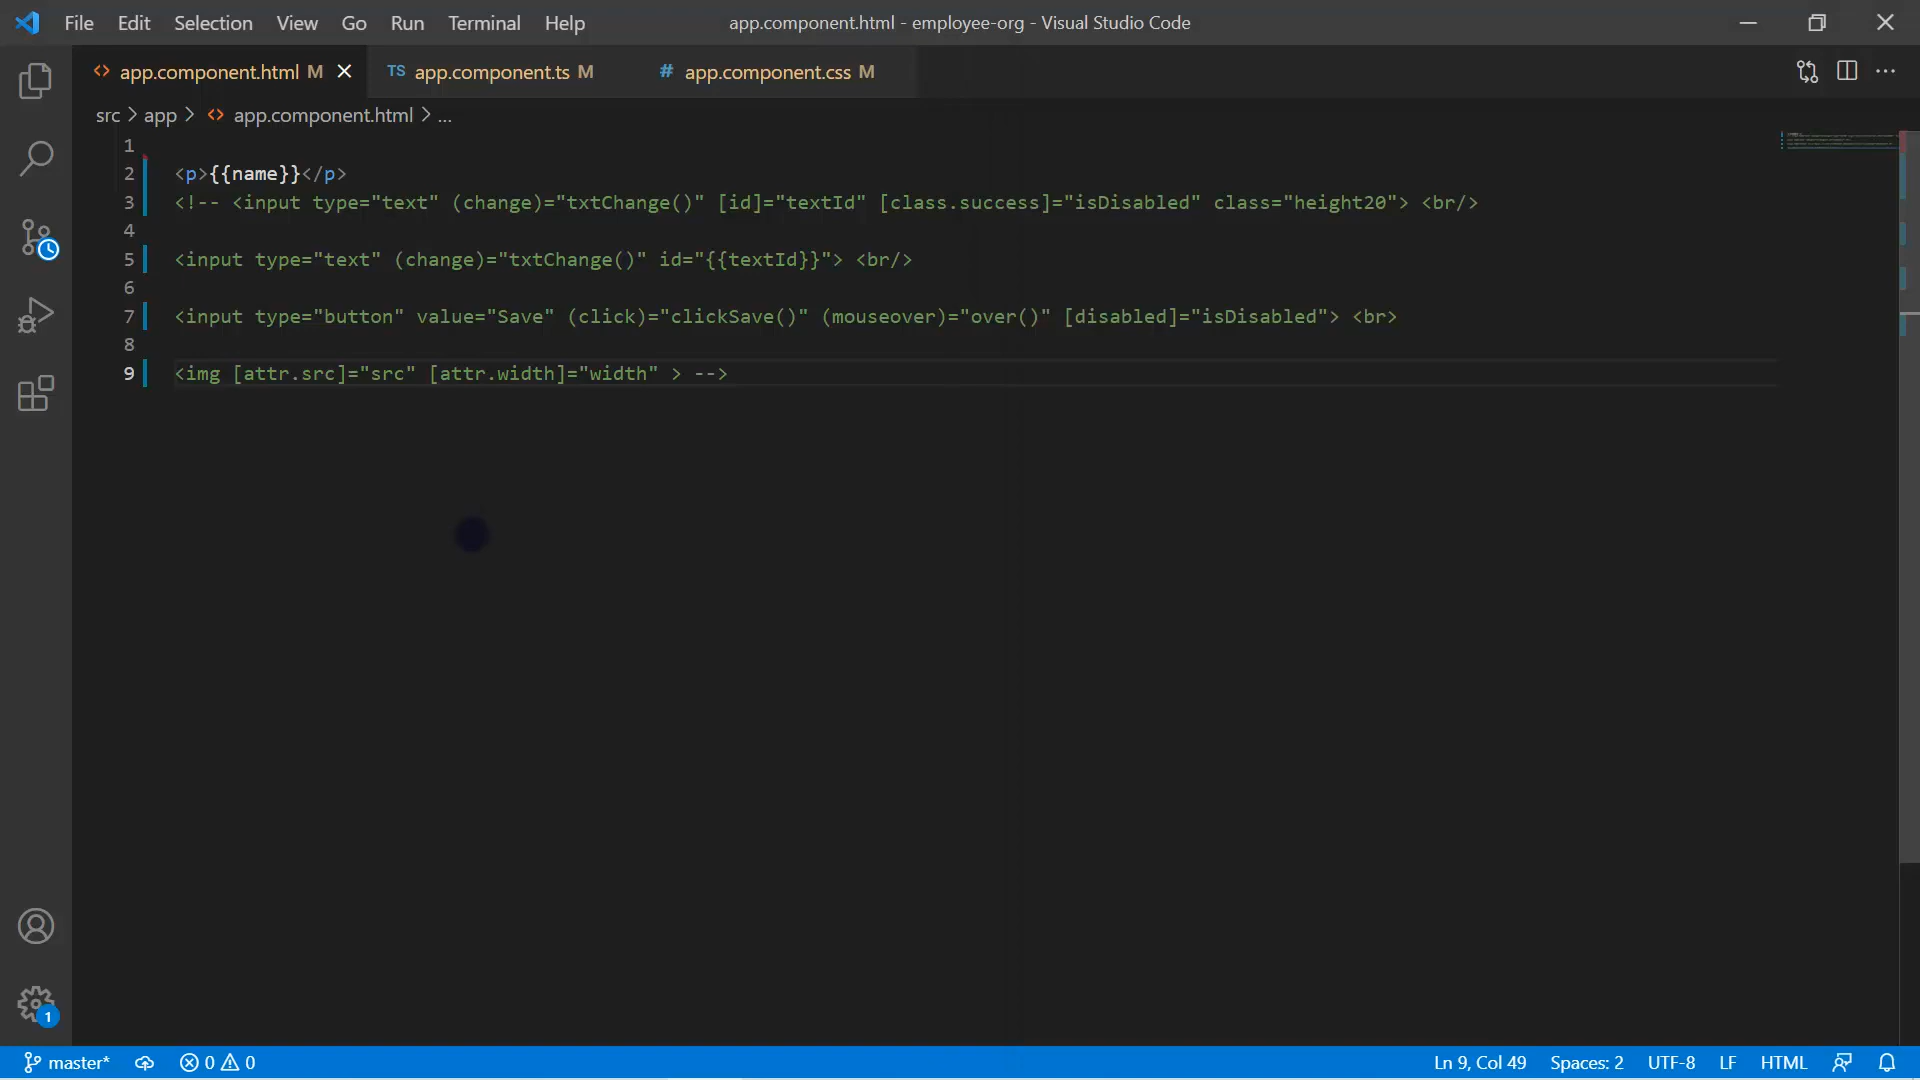 File Edit Selection View Go Run Terminal Help
app.component.html - employee-org - Visual Studio Code
app.component.html M TS app.component.ts M # app.component.css M
src > app > <> app.component.html > ...
1
2 <p>{{name}}</p>
3 <!-- <input type="text" (change)="txtChange()" [id]="textId" [class.success]="isDisabled" class="height20"> <br/>
4
5 <input type="text" (change)="txtChange()" id="{{textId}}"> <br/>
6
7 <input type="button" value="Save" (click)="clickSave()" (mouseover)="over()" [disabled]="isDisabled"> <br>
8
9 <img [attr.src]="src" [attr.width]="width" > -->
1
master* 0 0 Ln 9, Col 49 Spaces: 2 UTF-8 LF HTML